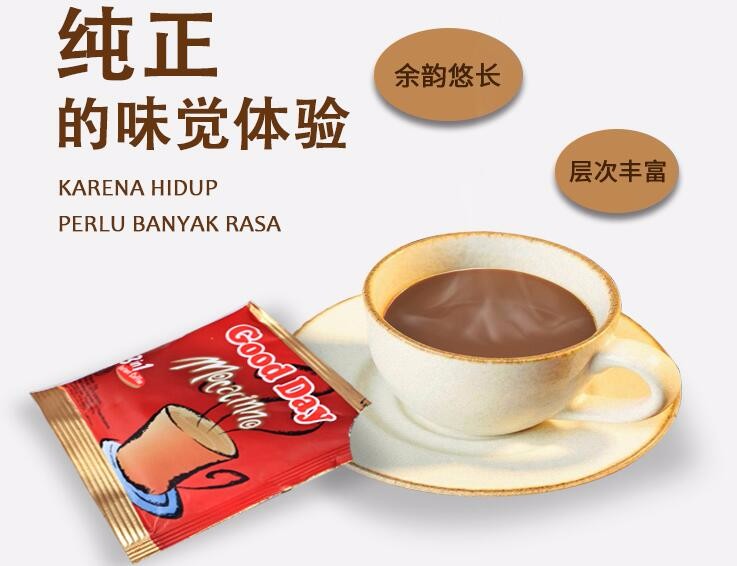 纯正
的味觉体验
KARENA HIDUP
PERLU BANYAK RASA
余韵悠长
层次丰富
Good Day
Mocacinno
3in1